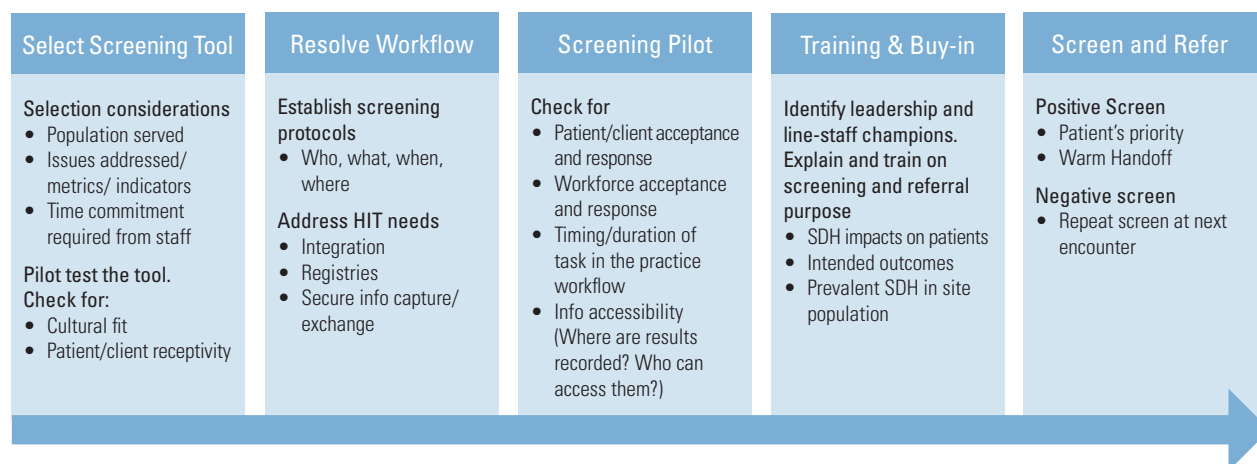 Select Screening Tool
Selection considerations
• Population served
• Issues addressed/
metrics/ indicators
• Time commitment
required from staff
Pilot test the tool.
Check for:
• Cultural fit
• Patient/client receptivity
Resolve Workflow
Establish screening
protocols
• Who, what, when,
where
Address HIT needs
• Integration
• Registries
• Secure info capture/
exchange
Screening Pilot
Check for
• Patient/client acceptance
and response
• Workforce acceptance
and response
• Timing/duration of
task in the practice
workflow
• Info accessibility
(Where are results
recorded? Who can
access them?)
Training & Buy-in
Identify leadership and
line-staff champions.
Explain and train on
screening and referral
purpose
• SDH impacts on patients
• Intended outcomes
• Prevalent SDH in site
population
Screen and Refer
Positive Screen
• Patient's priority
• Warm Handoff
Negative screen
• Repeat screen at next
encounter